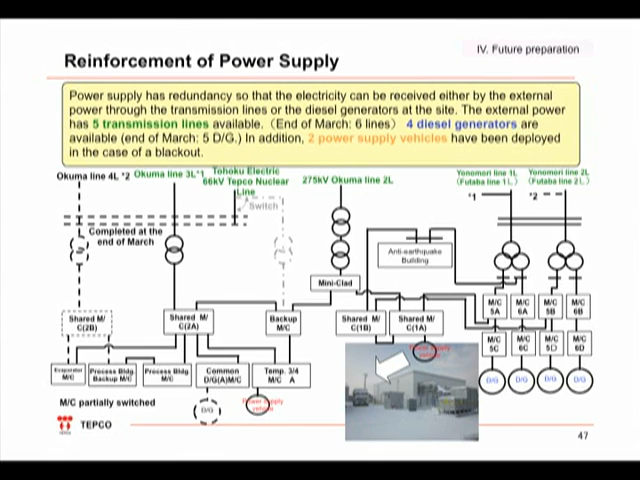 IV. Future preparation
Reinforcement of Power Supply
Power supply has redundancy so that the electricity can be received either by the external
power through the transmission lines or the diesel generators at the site. The external power
has 5 transmission lines available. (End of March: 6 lines) 4 diesel generators are
available (end of March: 5 D/G.) In addition, 2 power supply vehicles have been deployed
in the case of a blackout.
Okuma line 4L *2
Okuma line 3L*1
Tohoku Electric
66kV Tepco Nuclear
Line
275kV Okuma line 2L
Yonomori line 1L
(Futaba line 1L)
Yonomori line 2L
(Futaba line 2L)
*1
*2
Switch
Completed at the
end of March
Anti-earthquake
Building
Mini-Clad
M/C
5A
M/C
6A
M/C
5B
M/C
6B
Shared M/
C(2B)
Shared M/
C(2A)
Backup
M/C
Shared M/
C(1B)
Shared M/
C(1A)
M/C
5C
M/C
6C
M/C
5D
M/C
6D
Power supply
vehicle
Evaporator
M/C
Process Bldg.
Backup M/C
Process Bldg.
M/C
Common
D/G(A)M/C
Temp. 3/4
M/C A
D/G
D/G
D/G
D/G
D/G
Power supply
vehicle
M/C partially switched
TEPCO
47